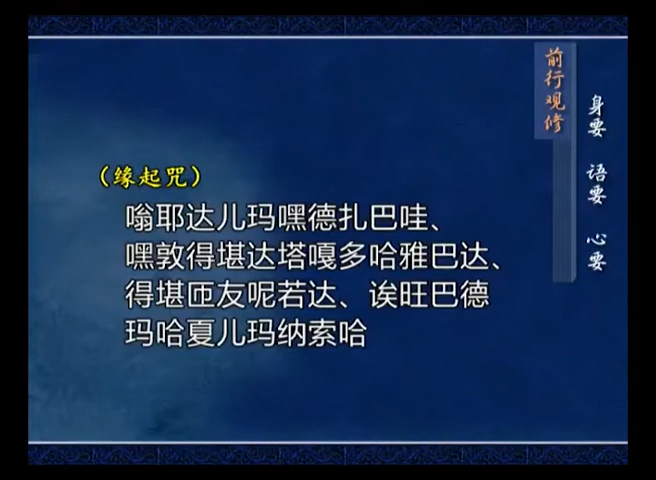 前行观修
身要 语要 心要
（缘起咒）
嗡耶达儿玛嘿德扎巴哇、
嘿敦得堪达塔嘎多哈雅巴达、
得堪匝友呢若达、诶旺巴德
玛哈夏儿玛纳索哈